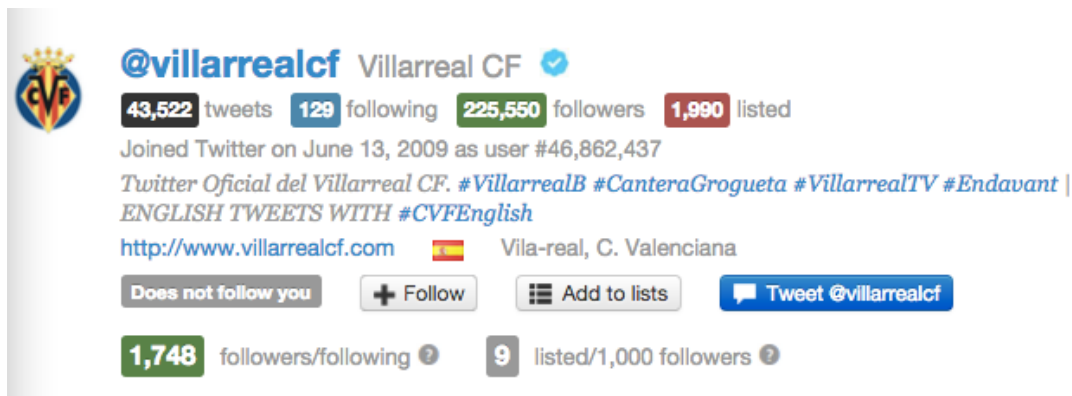 @villarrealcf Villarreal CF
43,522 tweets 129 following 225,550 followers 1,990 listed
Joined Twitter on June 13, 2009 as user #46,862,437
Twitter Oficial del Villarreal CF. #VillarrealB #CanteraGrogueta #VillarrealTV #Endavant |
ENGLISH TWEETS WITH #CVFEnglish
http://www.villarrealcf.com Vila-real, C. Valenciana
Does not follow you Follow Add to lists Tweet @villarrealcf
1,748 followers/following ? 9 listed/1,000 followers ?
CVF